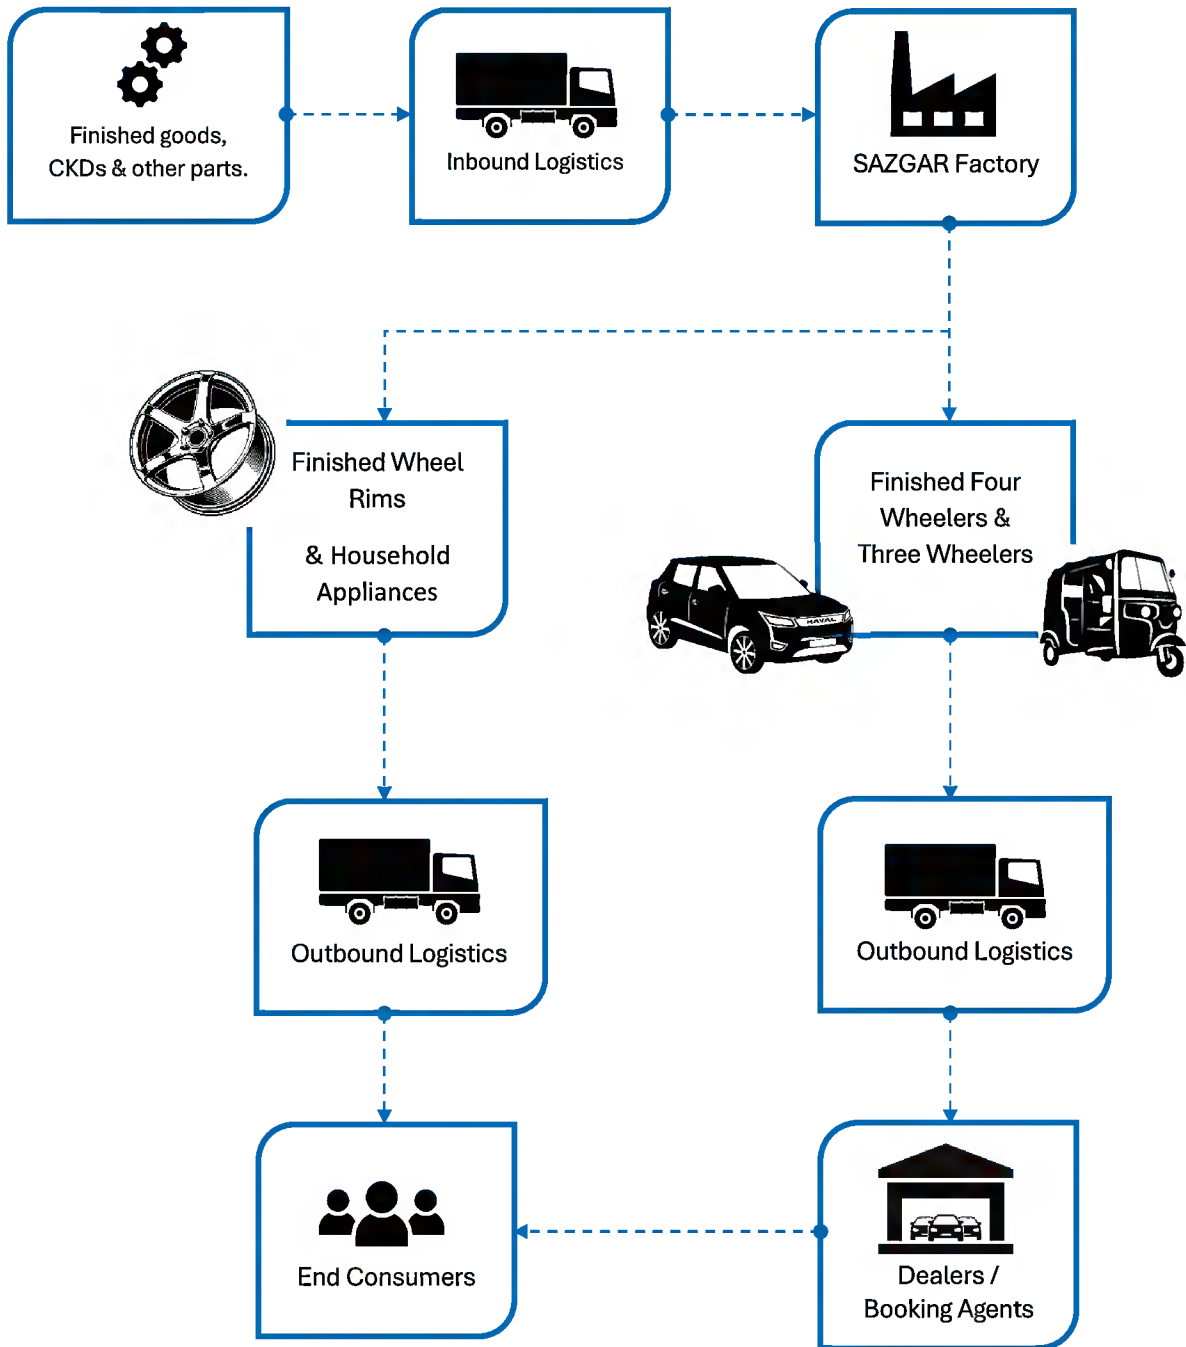 Finished goods,
CKDs & other parts.
Inbound Logistics
SAZGAR Factory
Finished Wheel
Rims
& Household
Appliances
Finished Four
Wheelers &
Three Wheelers
HAVAL
Outbound Logistics
Outbound Logistics
End Consumers
Dealers /
Booking Agents